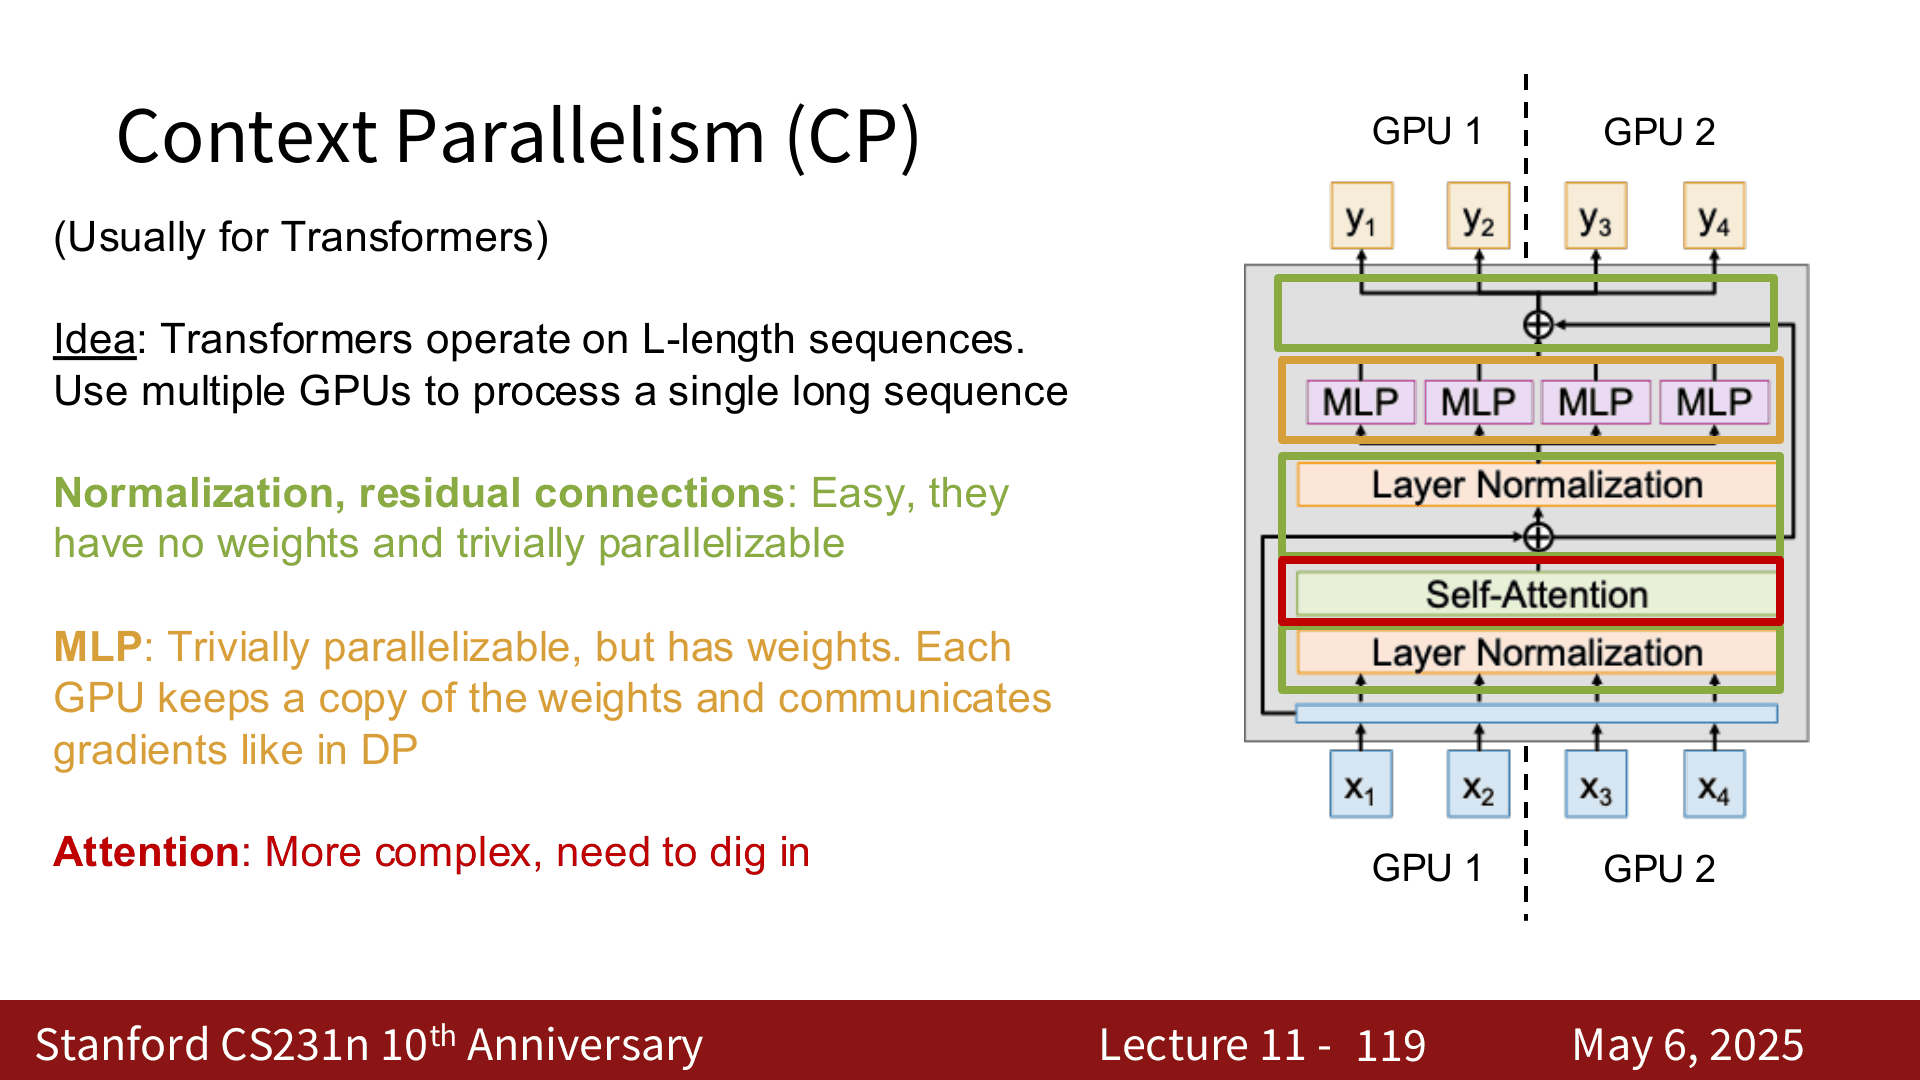 Context Parallelism (CP)
(Usually for Transformers)
Idea: Transformers operate on L-length sequences.
Use multiple GPUs to process a single long sequence
Normalization, residual connections: Easy, they
have no weights and trivially parallelizable
MLP: Trivially parallelizable, but has weights. Each
GPU keeps a copy of the weights and communicates
gradients like in DP
Attention: More complex, need to dig in
GPU 1 GPU 2
y₁ y₂ y₃ y₄
MLP MLP MLP MLP
Layer Normalization
Self-Attention
Layer Normalization
x₁ x₂ x₃ x₄
GPU 1 GPU 2
Stanford CS231n 10th Anniversary
Lecture 11 - 119
May 6, 2025